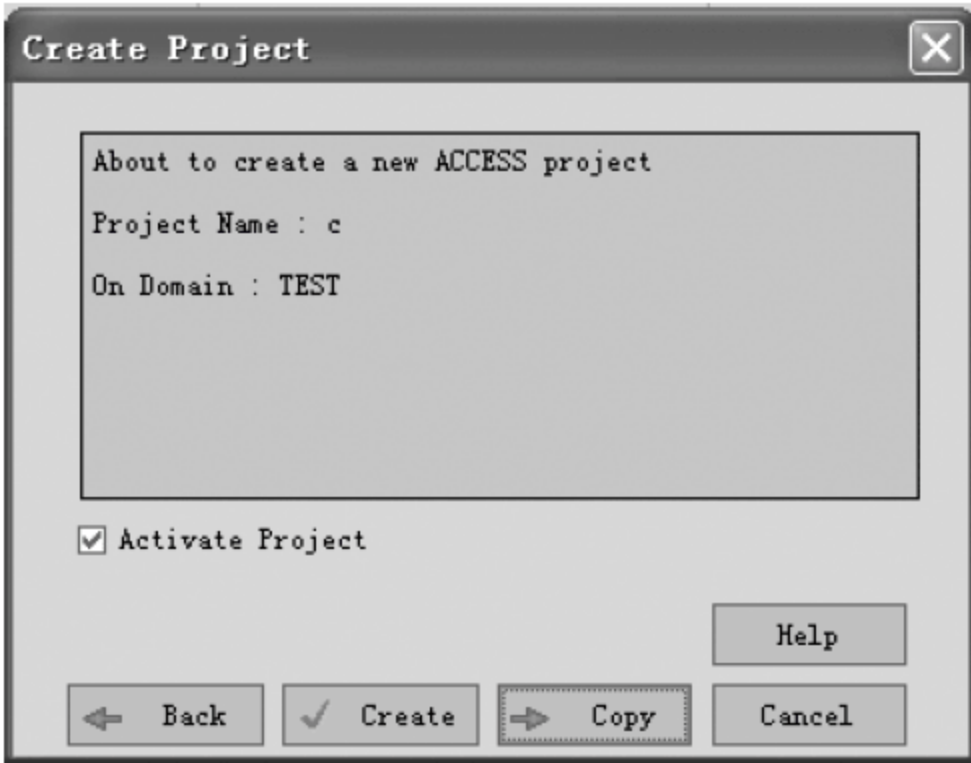 Create Project
About to create a new ACCESS project
Project Name : c
On Domain : TEST
Activate Project
Help
Back
Create
Copy
Cancel